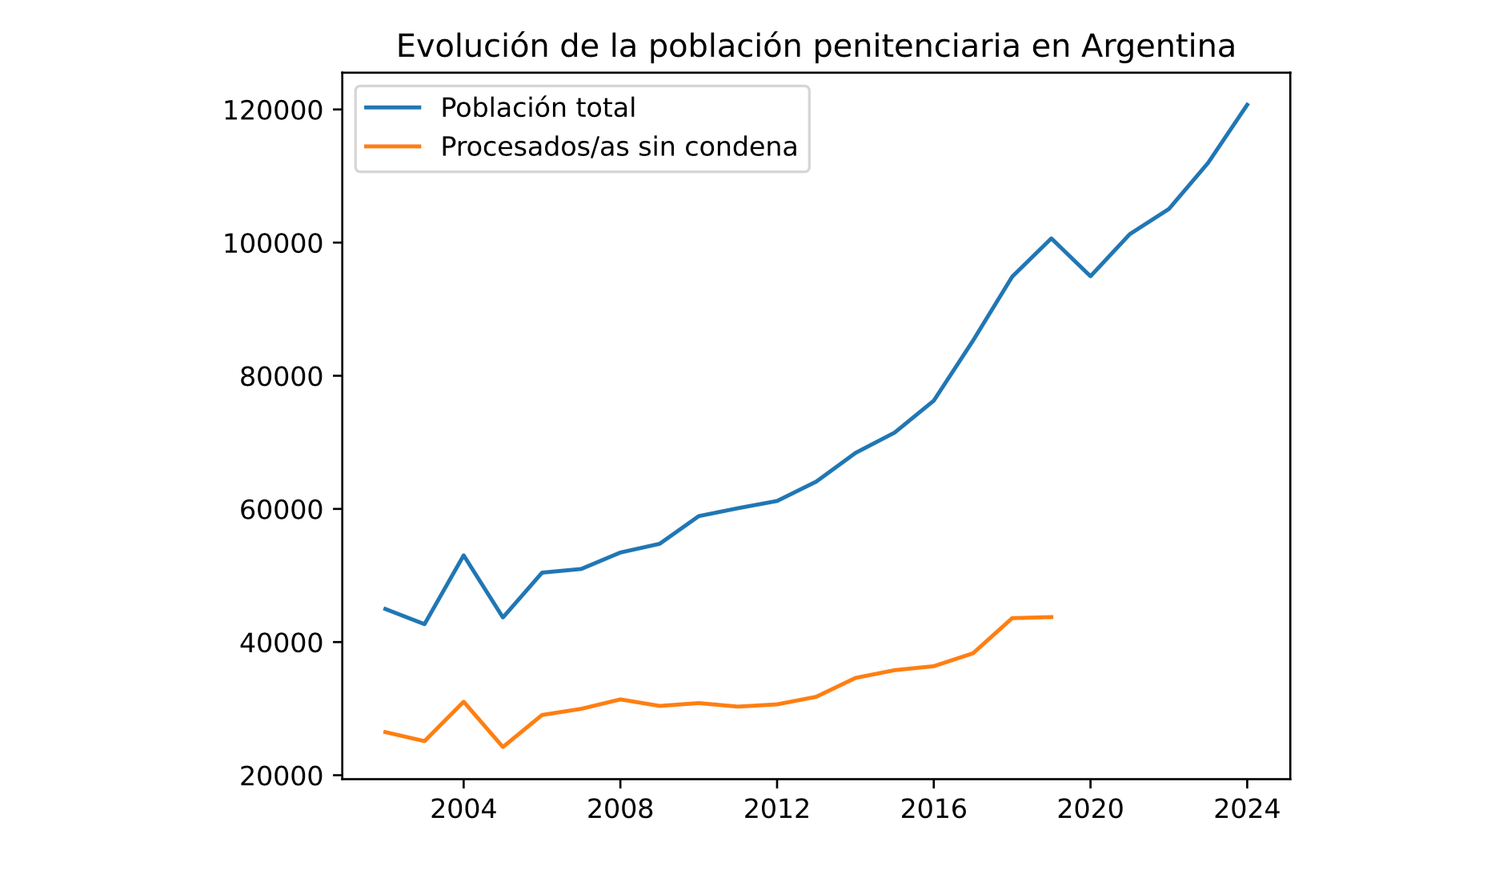 Evolución de la población penitenciaria en Argentina
Población total
Procesados/as sin condena
120000
100000
80000
60000
40000
20000
2004 2008 2012 2016 2020 2024